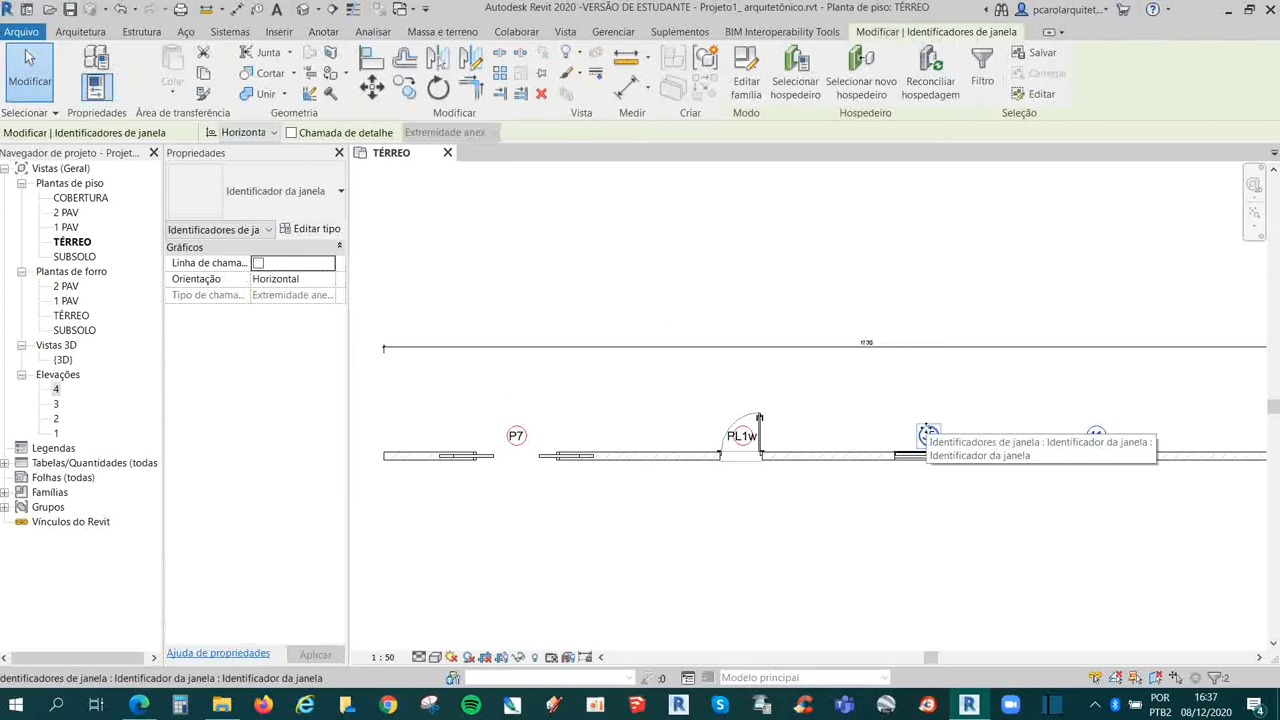 Autodesk Revit 2020 -VERSÃO DE ESTUDANTE - Projeto1_ arquitetônico.rvt - Planta de piso: TÉRREO
pcarolarquitet...
Arquivo Arquitetura Estrutura Aço Sistemas Inserir Anotar Analisar Massa e terreno Colaborar Vista Gerenciar Suplementos BIM Interoperability Tools Modificar | Identificadores de janela
Modificar
Colar
Junta
Cortar
Unir
Editar família
Selecionar hospedeiro
Selecionar novo hospedeiro
Reconciliar hospedagem
Filtro
Salvar
Carregar
Editar
Selecionar Propriedades Área de transferência Geometria Modificar Vista Medir Criar Modo Hospedeiro Seleção
Modificar | Identificadores de janela Horizonta Chamada de detalhe Extremidade anex
Navegador de projeto - Projet...
Vistas (Geral)
Plantas de piso
COBERTURA
2 PAV
1 PAV
TÉRREO
SUBSOLO
Plantas de forro
2 PAV
1 PAV
TÉRREO
SUBSOLO
Vistas 3D
{3D}
Elevações
4
3
2
1
Legendas
Tabelas/Quantidades (todas
Folhas (todas)
Famílias
Grupos
Vínculos do Revit
Propriedades
Identificador da janela
Identificadores de ja Editar tipo
Gráficos
Linha de chama...
Orientação Horizontal
Tipo de chama... Extremidade ane...
Ajuda de propriedades Aplicar
TÉRREO
P7
PL1w
Identificadores de janela : Identificador da janela :
Identificador da janela
1 : 50
dentificadores de janela : Identificador da janela : Identificador da janela
:0
Modelo principal
:2
POR
PTB2
16:37
08/12/2020
4